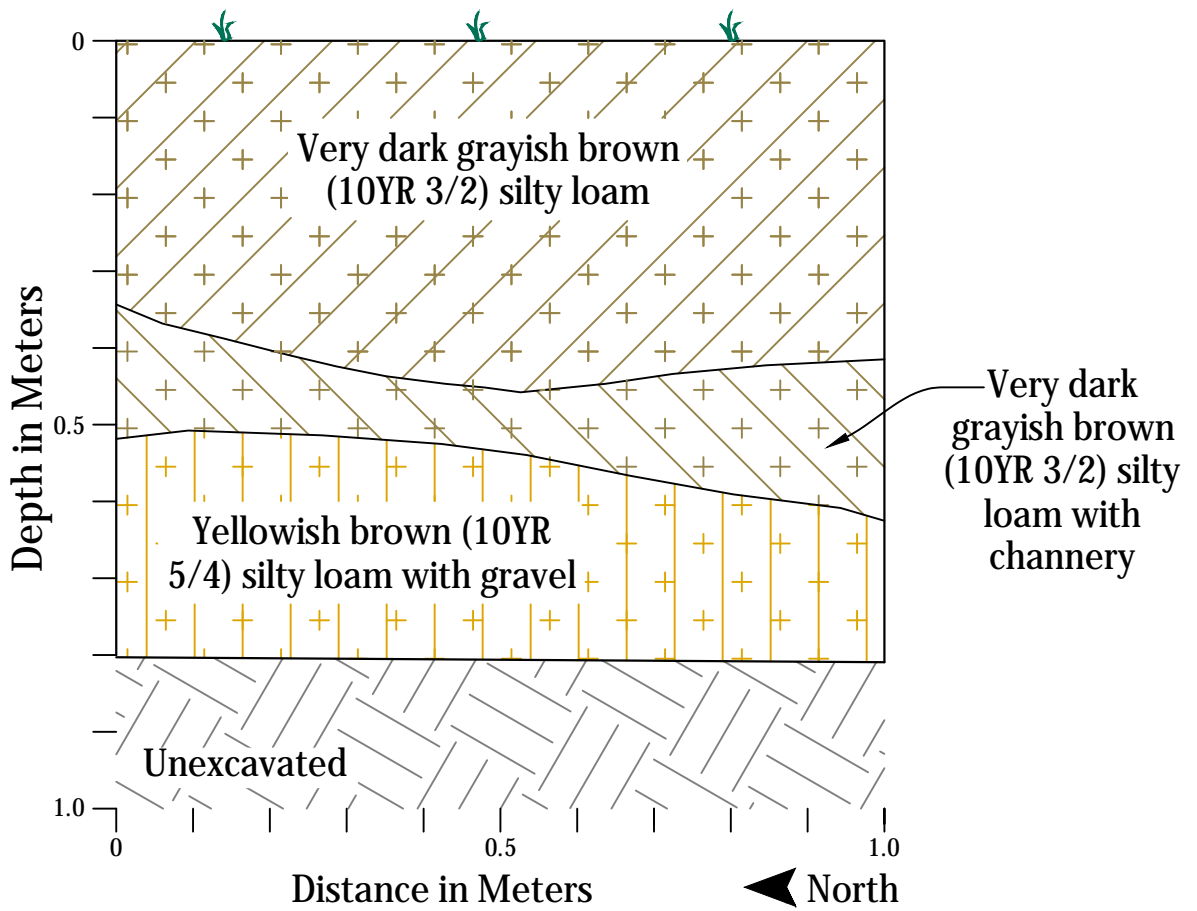 0
Very dark grayish brown
(10YR 3/2) silty loam
Depth in Meters
0.5
Very dark
grayish brown
(10YR 3/2) silty
loam with
channery
Yellowish brown (10YR
5/4) silty loam with gravel
Unexcavated
1.0
0
0.5
1.0
Distance in Meters
North